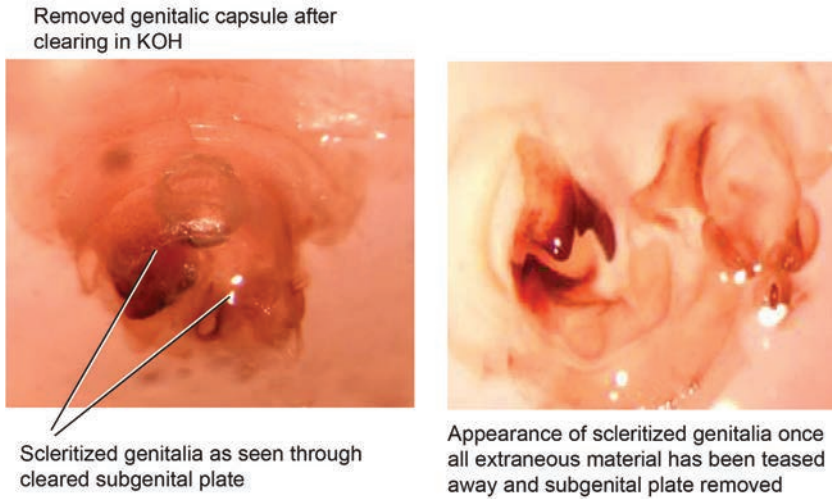 Removed genitalic capsule after
clearing in KOH
Scleritized genitalia as seen through
cleared subgenital plate
Appearance of scleritized genitalia once
all extraneous material has been teased
away and subgenital plate removed